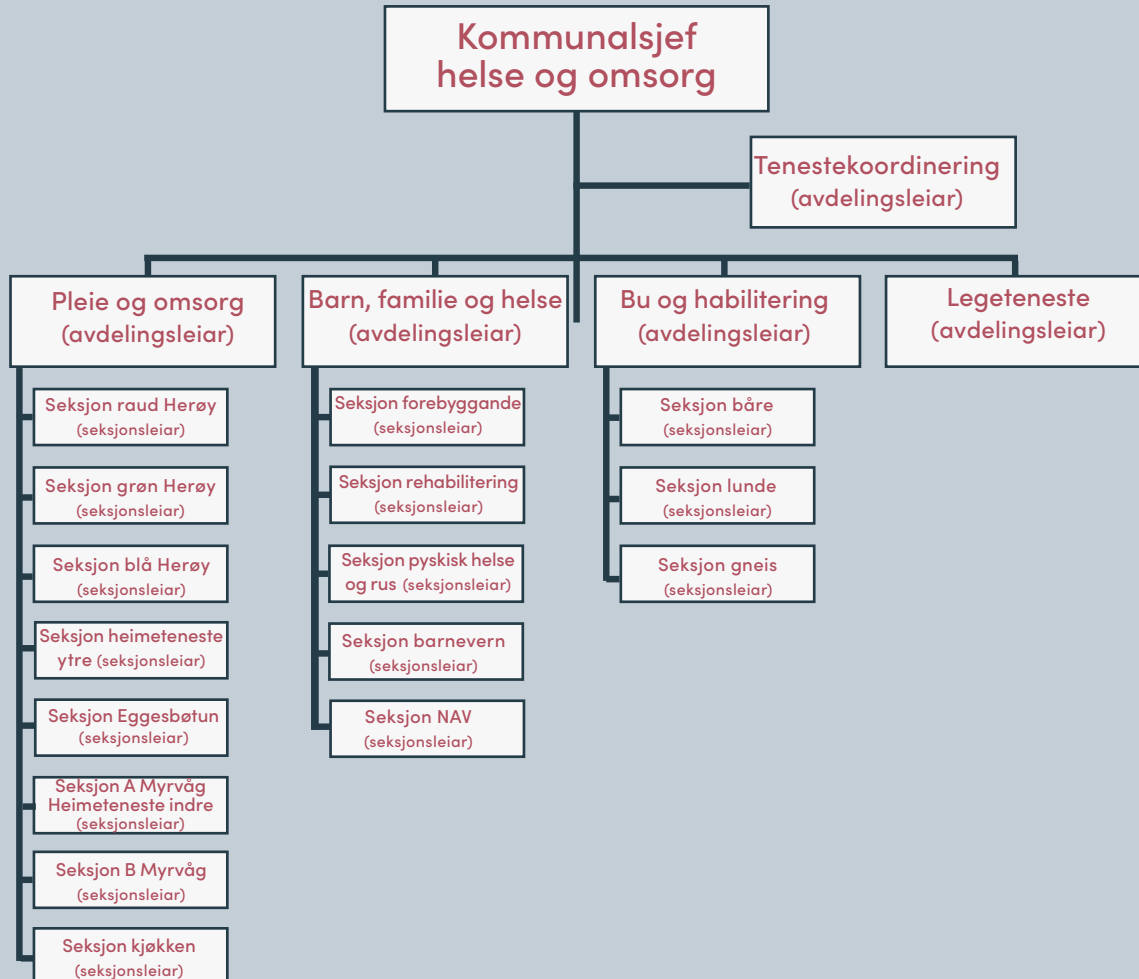 Kommunalsjef
helse og omsorg
Tenestekoordinering
(avdelingsleiar)
Pleie og omsorg
(avdelingsleiar)
Barn, familie og helse
(avdelingsleiar)
Bu og habilitering
(avdelingsleiar)
Legeteneste
(avdelingsleiar)
Seksjon raud Herøy
(seksjonsleiar)
Seksjon grøn Herøy
(seksjonsleiar)
Seksjon blå Herøy
(seksjonsleiar)
Seksjon heimeteneste
ytre (seksjonsleiar)
Seksjon Eggesbøtun
(seksjonsleiar)
Seksjon A Myrvåg
Heimeteneste indre
(seksjonsleiar)
Seksjon B Myrvåg
(seksjonsleiar)
Seksjon kjøkken
(seksjonsleiar)
Seksjon forebyggande
(seksjonsleiar)
Seksjon rehabilitering
(seksjonsleiar)
Seksjon pyskisk helse
og rus (seksjonsleiar)
Seksjon barnevern
(seksjonsleiar)
Seksjon NAV
(seksjonsleiar)
Seksjon båre
(seksjonsleiar)
Seksjon lunde
(seksjonsleiar)
Seksjon gneis
(seksjonsleiar)